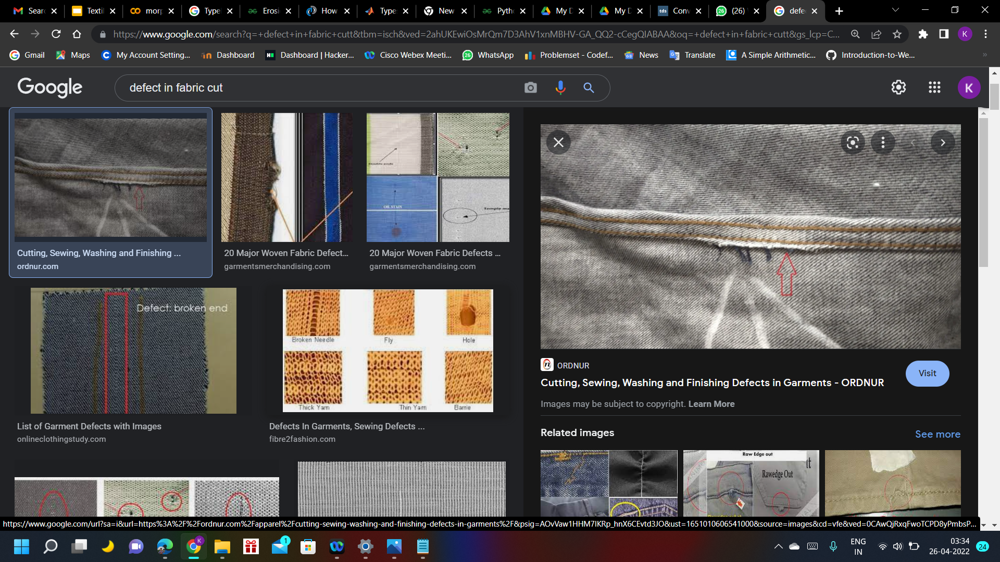 Sear
Textil
morp
Type
Erosi
How
Type
New
Pyth
My D
My D
Conv
(26)
defe
https://www.google.com/search?q=+defect+in+fabric+cutt&tbm=isch&ved=2ahUKEwiOsMrQm7D3AhV1xnMBHV-GA_QQ2-cCegQIABAA&oq=+defect+in+fabric+cutt&gs_lcp=C...
K
Gmail
Maps
My Account Setting...
Dashboard
Dashboard | Hacker...
Cisco Webex Meeti...
WhatsApp
Problemset - Codef...
News
Translate
A Simple Arithmetic...
Introduction-to-We...
Google
defect in fabric cut
K
Cutting, Sewing, Washing and Finishing ...
ordnur.com
20 Major Woven Fabric Defect...
garmentsmerchandising.com
Double ends
OIL STAIN
Temple ma
20 Major Woven Fabric Defects ...
garmentsmerchandising.com
Defect: broken end
List of Garment Defects with Images
onlineclothingstudy.com
Broken Needle
Fly
Hole
Thick Yarn
Thin Yarn
Barrie
Defects In Garments, Sewing Defects ...
fibre2fashion.com
ORDNUR
Visit
Cutting, Sewing, Washing and Finishing Defects in Garments - ORDNUR
Images may be subject to copyright. Learn More
Related images
See more
Raw Edge out
Rawedge Out
https://www.google.com/url?sa=i&url=https%3A%2F%2Fordnur.com%2Fapparel%2Fcutting-sewing-washing-and-finishing-defects-in-garments%2F&psig=AOvVaw1HHM7IKRp_hnX6CEvtd3JO&ust=1651010606541000&source=images&cd=vfe&ved=0CAwQjRxqFwoTCPD8yPmbsP...
1
ENG
IN
03:34
26-04-2022
24